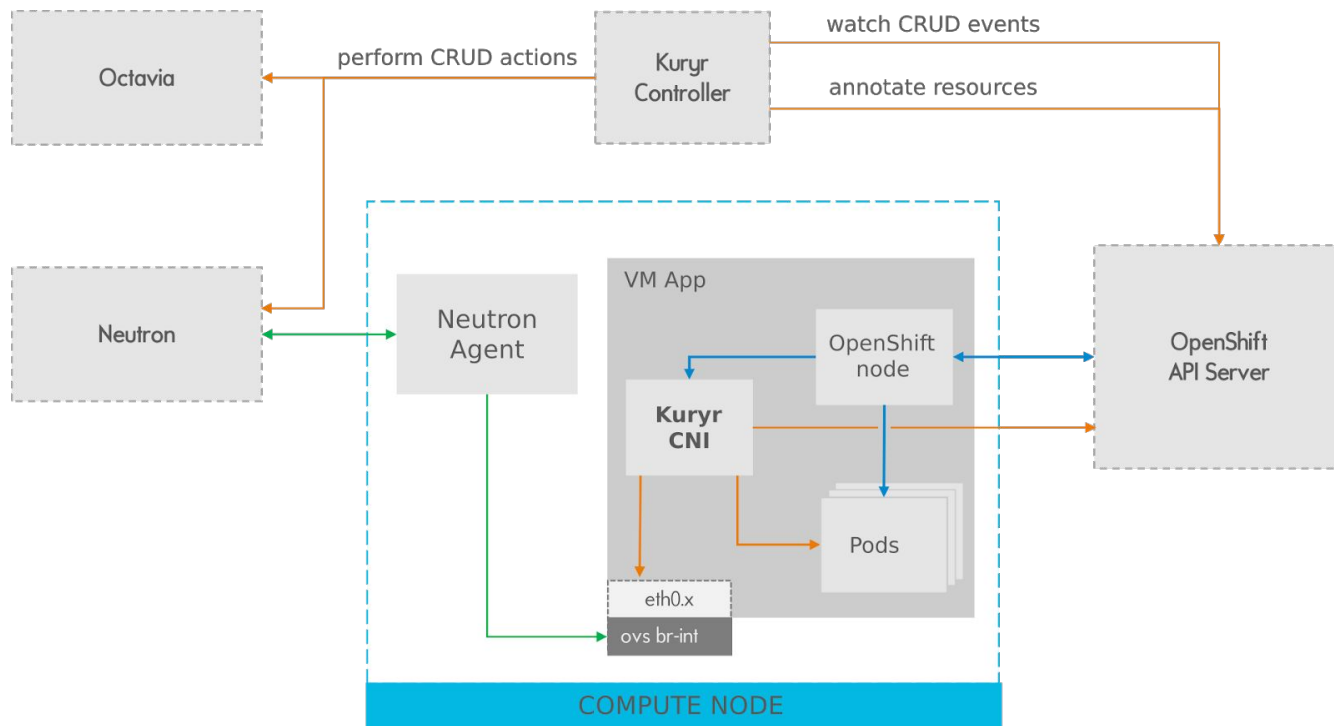 watch CRUD events
perform CRUD actions
Octavia
Kuryr
Controller
annotate resources
VM App
Neutron
Neutron
Agent
OpenShift
node
OpenShift
API Server
Kuryr
CNI
Pods
eth0.x
ovs br-int
COMPUTE NODE